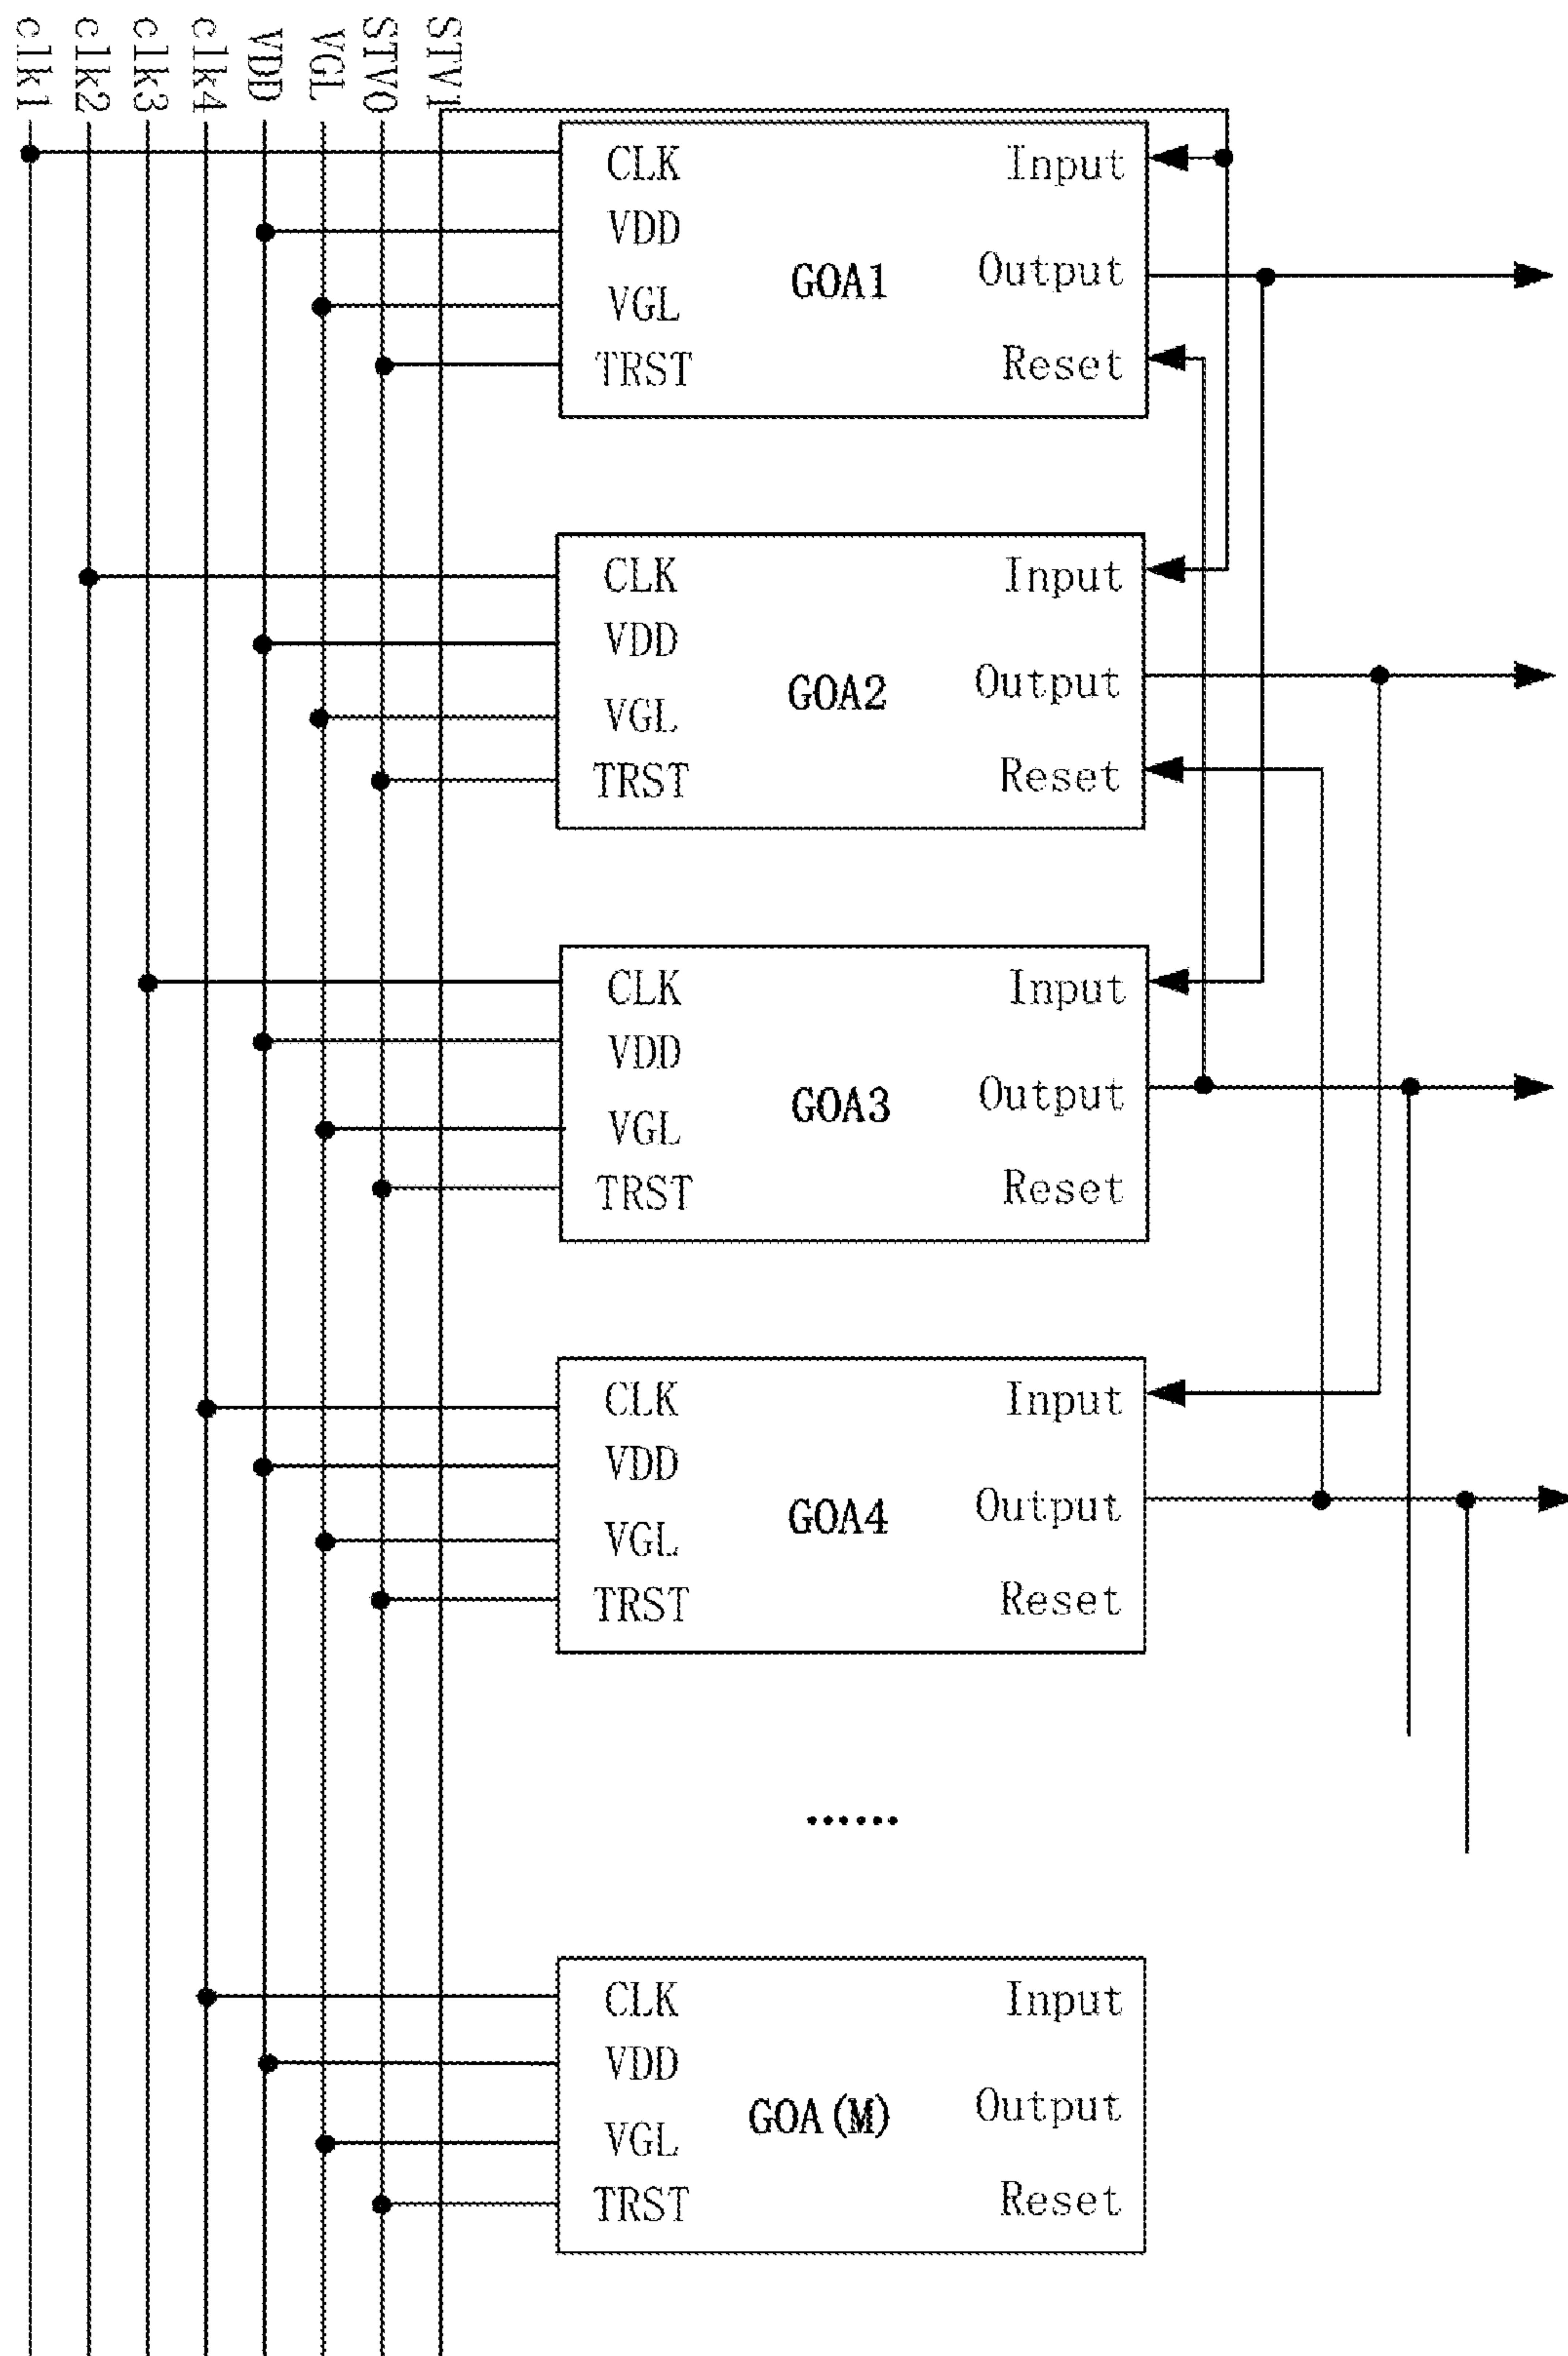 clk1
clk2
clk3
clk4
VDD
VGL
STV0
STV1
CLK
VDD
VGL
TRST
GOA1
Input
Output
Reset
CLK
VDD
VGL
TRST
GOA2
Input
Output
Reset
CLK
VDD
VGL
TRST
GOA3
Input
Output
Reset
CLK
VDD
VGL
TRST
GOA4
Input
Output
Reset
......
CLK
VDD
VGL
TRST
GOA(M)
Input
Output
Reset